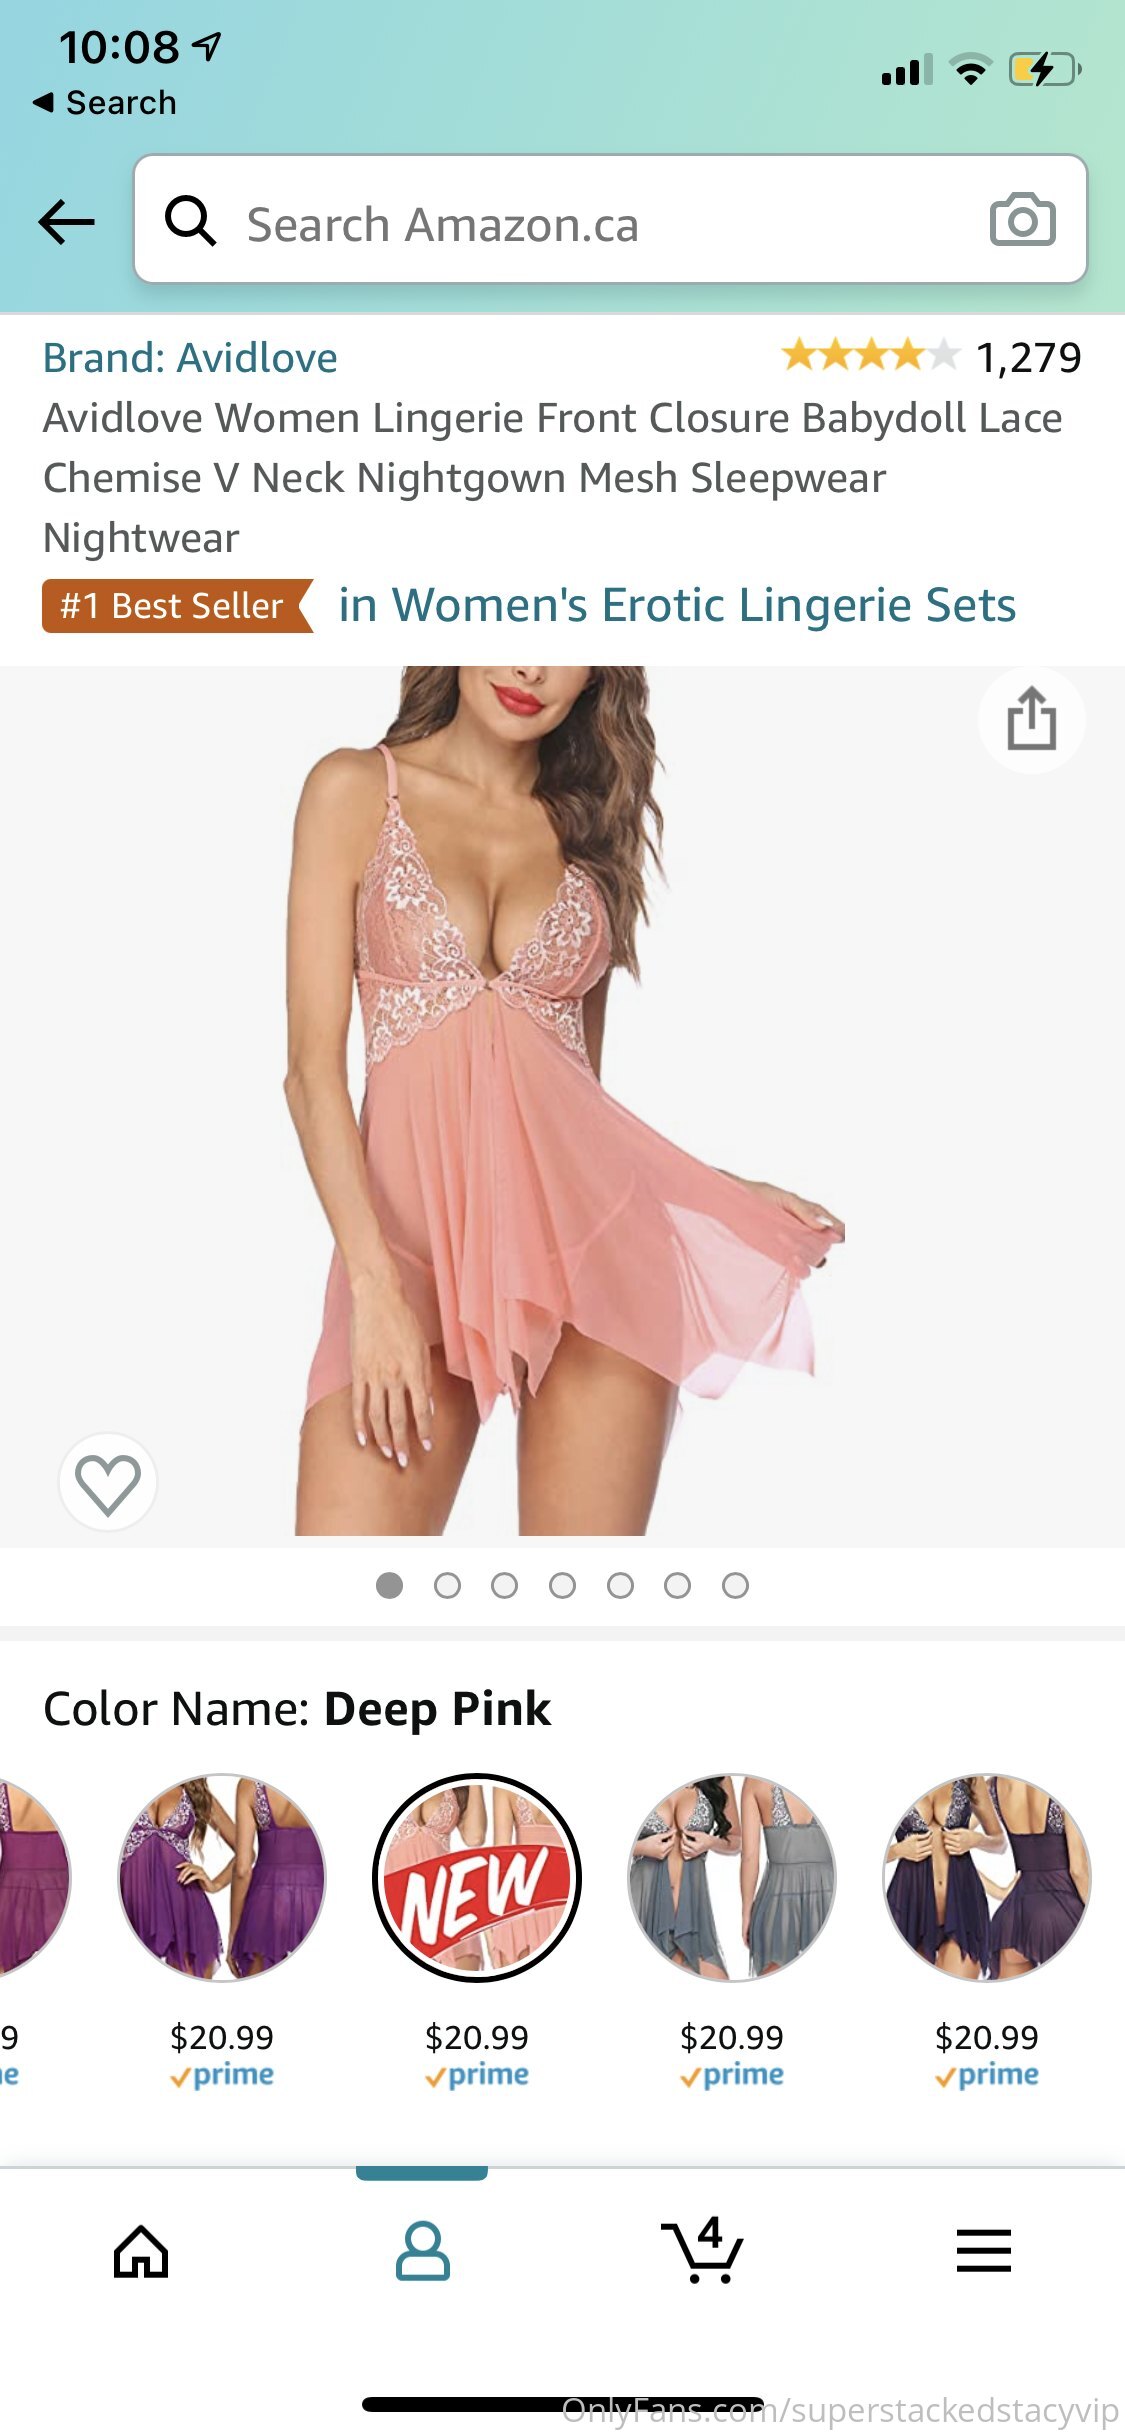 10:08
Search
Search Amazon.ca
Brand: Avidlove
1,279
Avidlove Women Lingerie Front Closure Babydoll Lace
Chemise V Neck Nightgown Mesh Sleepwear
Nightwear
#1 Best Seller in Women's Erotic Lingerie Sets
Color Name: Deep Pink
NEW
9 $20.99 $20.99 $20.99 $20.99
e prime prime prime prime
4
OnlyFans.com/superstackedstacyvip